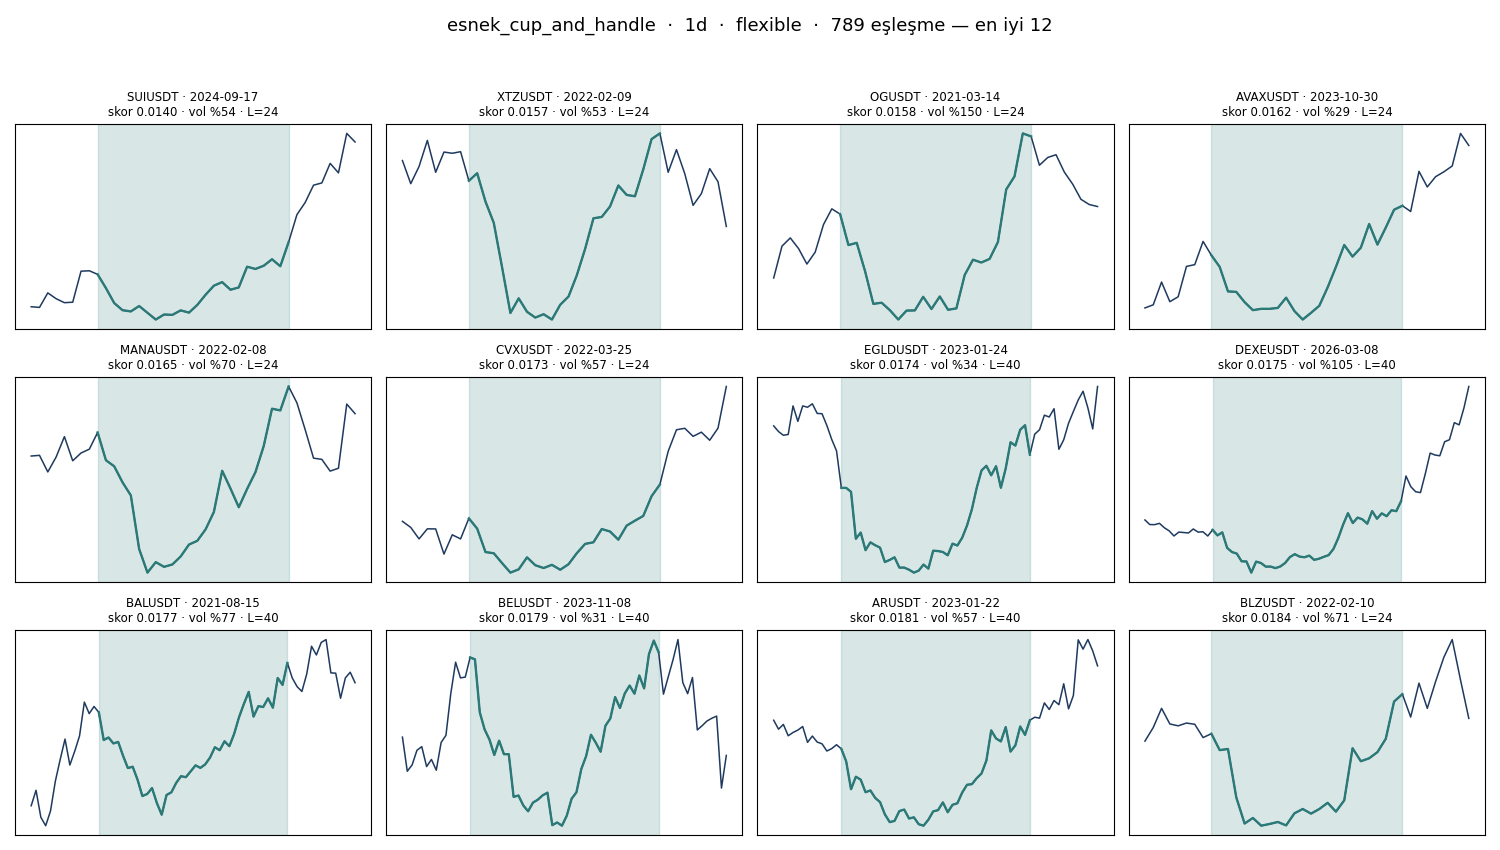 esnek_cup_and_handle · 1d · flexible · 789 eşleşme — en iyi 12
SUIUSDT · 2024-09-17
skor 0.0140 · vol %54 · L=24
XTZUSDT · 2022-02-09
skor 0.0157 · vol %53 · L=24
OGUSDT · 2021-03-14
skor 0.0158 · vol %150 · L=24
AVAXUSDT · 2023-10-30
skor 0.0162 · vol %29 · L=24
MANAUSDT · 2022-02-08
skor 0.0165 · vol %70 · L=24
CVXUSDT · 2022-03-25
skor 0.0173 · vol %57 · L=24
EGLDUSDT · 2023-01-24
skor 0.0174 · vol %34 · L=40
DEXEUSDT · 2026-03-08
skor 0.0175 · vol %105 · L=40
BALUSDT · 2021-08-15
skor 0.0177 · vol %77 · L=40
BELUSDT · 2023-11-08
skor 0.0179 · vol %31 · L=40
ARUSDT · 2023-01-22
skor 0.0181 · vol %57 · L=40
BLZUSDT · 2022-02-10
skor 0.0184 · vol %71 · L=24